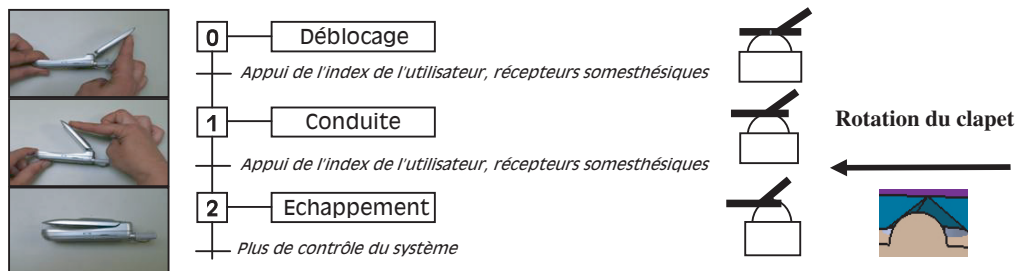 0 Déblocage
Appui de l'index de l'utilisateur, récepteurs somesthésiques
1 Conduite
Appui de l'index de l'utilisateur, récepteurs somesthésiques
2 Echappement
Plus de contrôle du système
Rotation du clapet